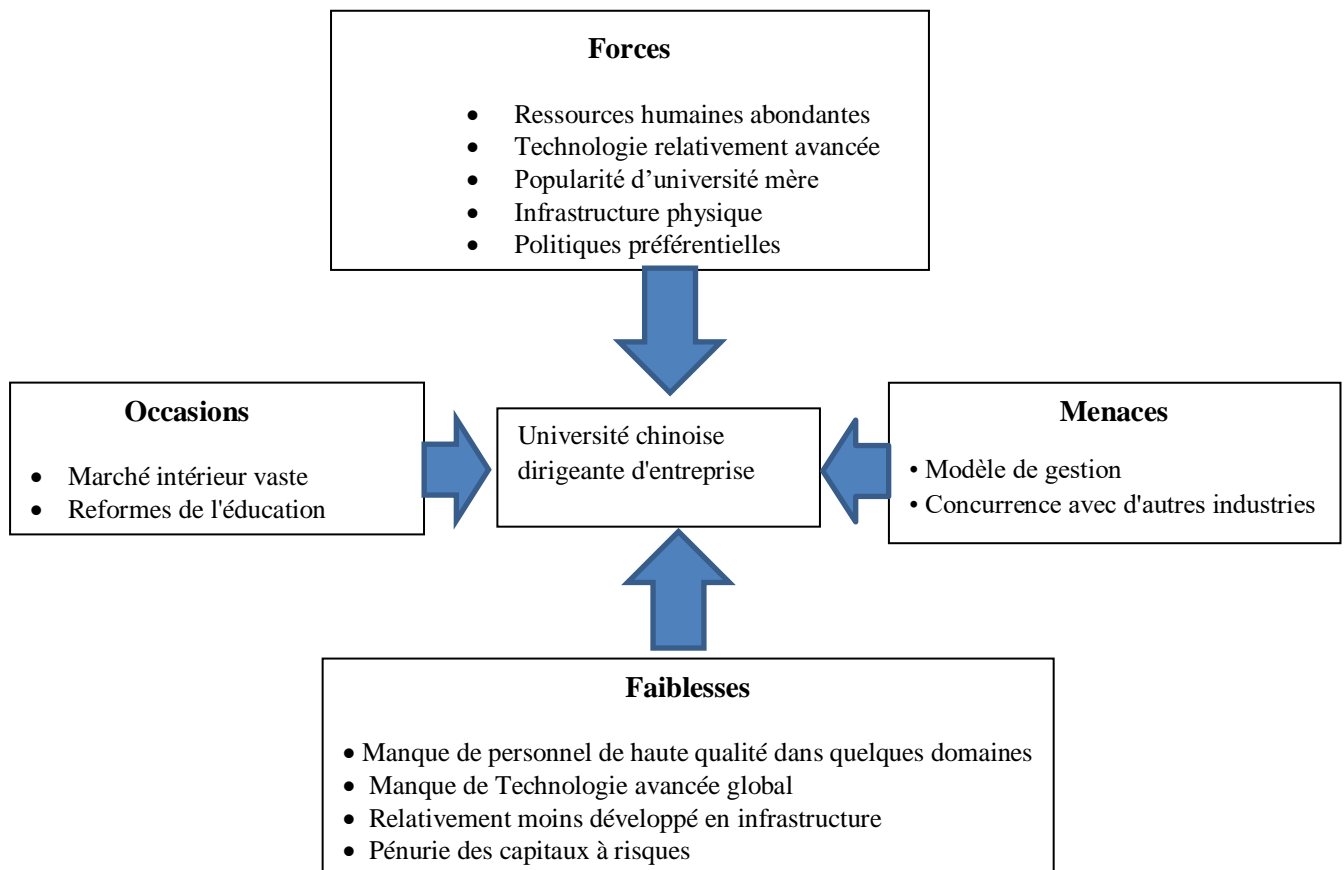 Forces
• Ressources humaines abondantes
• Technologie relativement avancée
• Popularité d’université mère
• Infrastructure physique
• Politiques préférentielles
Occasions
• Marché intérieur vaste
• Reformes de l'éducation
Université chinoise
dirigeante d'entreprise
Menaces
• Modèle de gestion
• Concurrence avec d'autres industries
Faiblesses
• Manque de personnel de haute qualité dans quelques domaines
• Manque de Technologie avancée global
• Relativement moins développé en infrastructure
• Pénurie des capitaux à risques